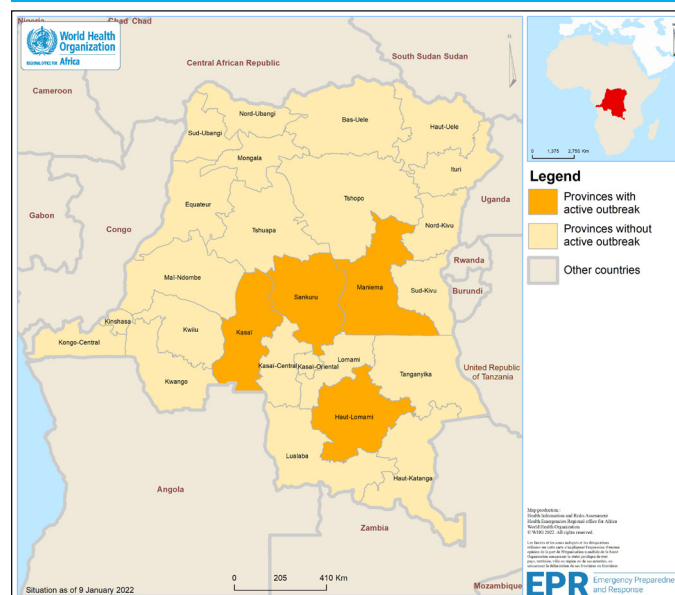 Nigeria
Chad Chad
World Health
Organization
REGIONAL OFFICE FOR Africa
South Sudan Sudan
Central African Republic
Cameroon
Nord-Ubangi
Bas-Uele
Sud-Ubangi
Haut-Uele
Mongala
Ituri
Equateur
Tshopo
Uganda
Gabon
Congo
Tshuapa
Nord-Kivu
Rwanda
Maï-Ndombe
Maniema
Sankuru
Sud-Kivu
Burundi
Kinshasa
Kwilu
Kasaï
Kongo-Central
Lomami
Kasaï-Central
Kasaï-Oriental
Tanganyika
United Republic
of Tanzania
Kwango
Haut-Lomami
Lualaba
Haut-Katanga
Angola
Zambia
Mozambique
0 205 410 Km
Situation as of 9 January 2022
0 1,375 2,750 Km
Legend
Provinces with
active outbreak
Provinces without
active outbreak
Other countries
Map production :
Health Information and Risks Assessment
Health Emergencies Regional office for Africa
World Health Organization
© WHO 2022. All rights reserved.
EPR
Emergency Preparedne
and Response